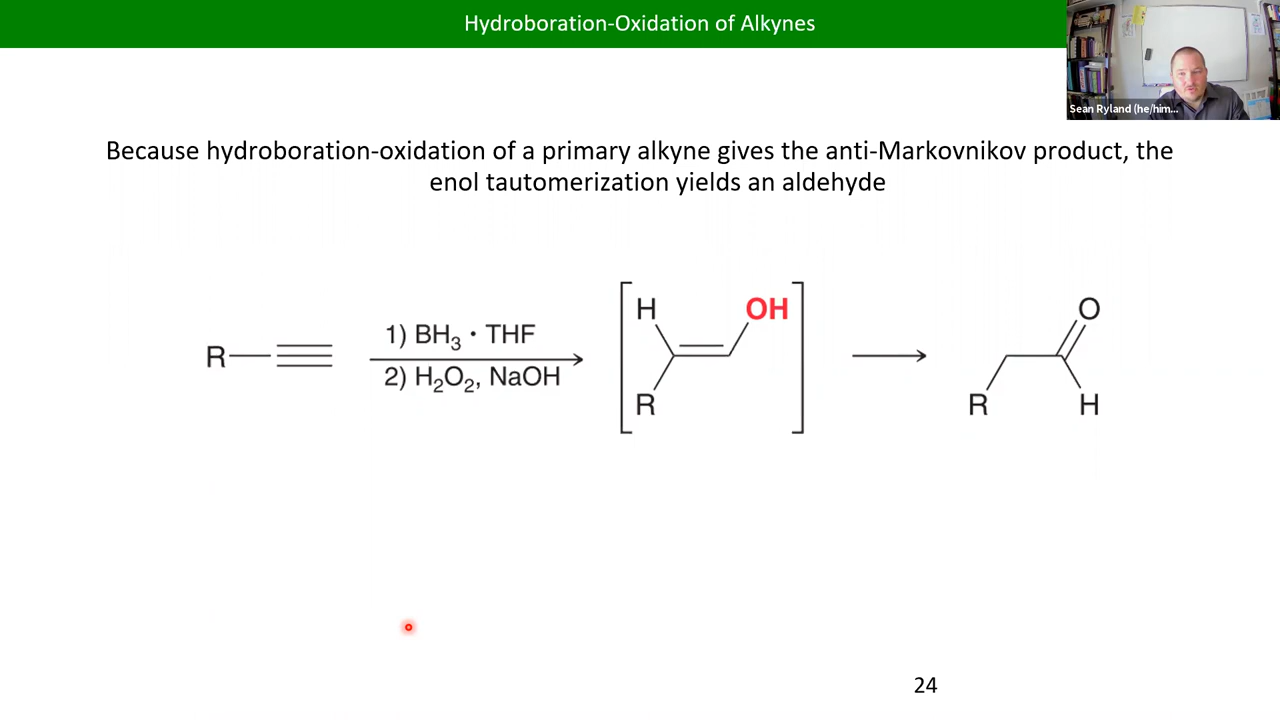 Hydroboration-Oxidation of Alkynes
Sean Ryland (he/him...
Because hydroboration-oxidation of a primary alkyne gives the anti-Markovnikov product, the
enol tautomerization yields an aldehyde
H
OH
O
1) BH₃ · THF
R
2) H₂O₂, NaOH
R
R
H
24